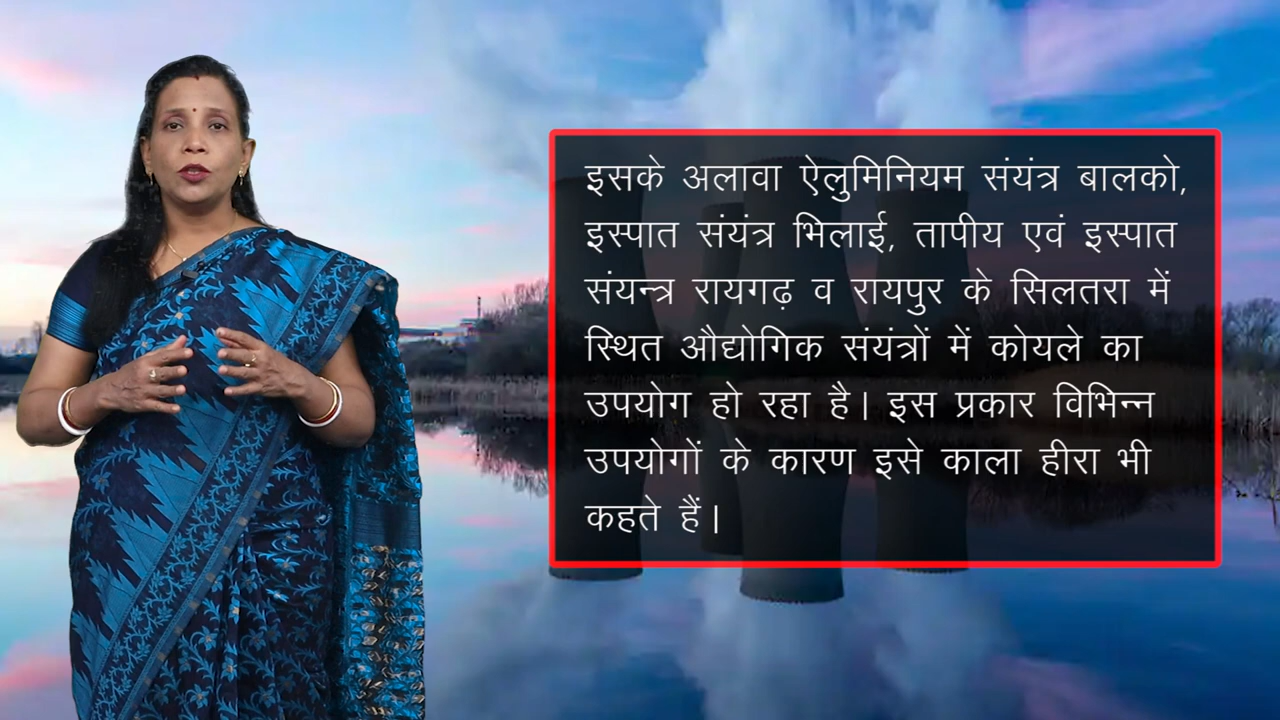 इसके अलावा ऐलुमिनियम संयंत्र बालको,
इस्पात संयंत्र भिलाई, तापीय एवं इस्पात
संयन्त्र रायगढ़ व रायपुर के सिलतरा में
स्थित औद्योगिक संयंत्रों में कोयले का
उपयोग हो रहा है। इस प्रकार विभिन्न
उपयोगों के कारण इसे काला हीरा भी
कहते हैं।